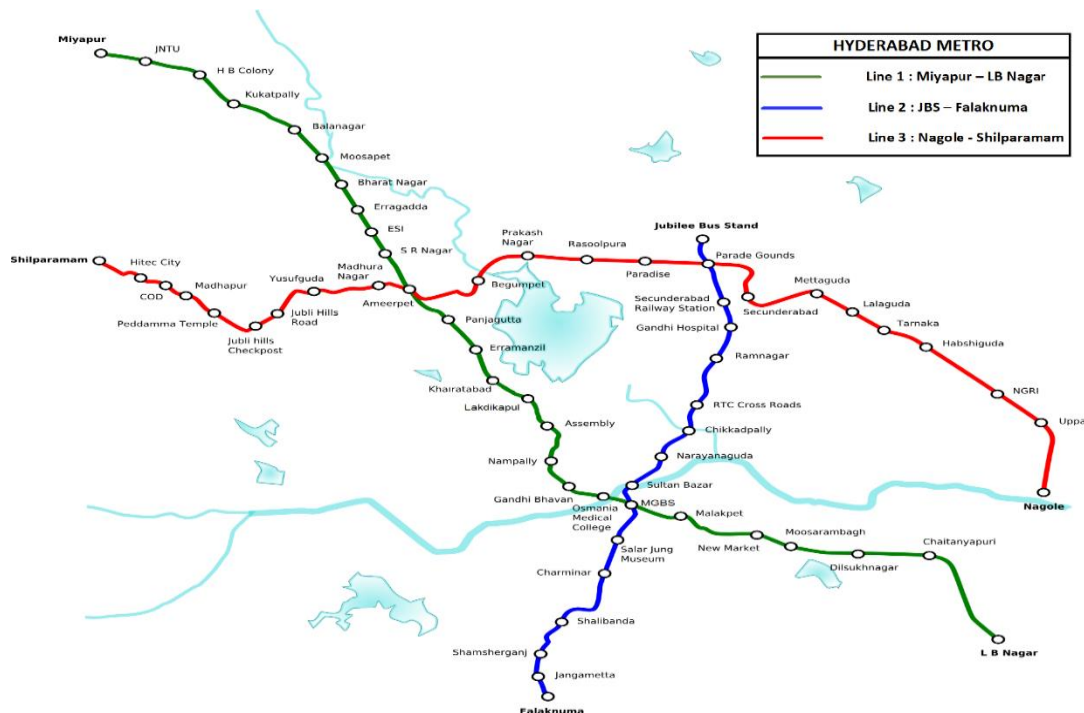 HYDERABAD METRO
Line 1 : Miyapur – LB Nagar
Line 2 : JBS – Falaknuma
Line 3 : Nagole - Shilparamam
Miyapur
JNTU
H B Colony
Kukatpally
Balanagar
Moosapet
Bharat Nagar
Erragadda
ESI
S R Nagar
Ameerpet
Panjagutta
Erramanzil
Khairatabad
Lakdikapul
Assembly
Nampally
Gandhi Bhavan
Osmania
Medical
College
MGBS
Malakpet
New Market
Moosarambagh
Dilsukhnagar
Chaitanyapuri
L B Nagar
Shilparamam
Hitec City
COD
Madhapur
Peddamma Temple
Jubli hills
Checkpost
Jubli Hills
Road
Yusufguda
Madhura
Nagar
Begumpet
Prakash
Nagar
Rasoolpura
Paradise
Parade Gounds
Secunderabad
Mettaguda
Lalaguda
Tarnaka
Habshiguda
NGRI
Uppa
Nagole
Jubilee Bus Stand
Secunderabad
Railway Station
Gandhi Hospital
Ramnagar
RTC Cross Roads
Chikkadpally
Narayanaguda
Sultan Bazar
Salar Jung
Museum
Charminar
Shalibanda
Shamsherganj
Jangametta
Falaknuma